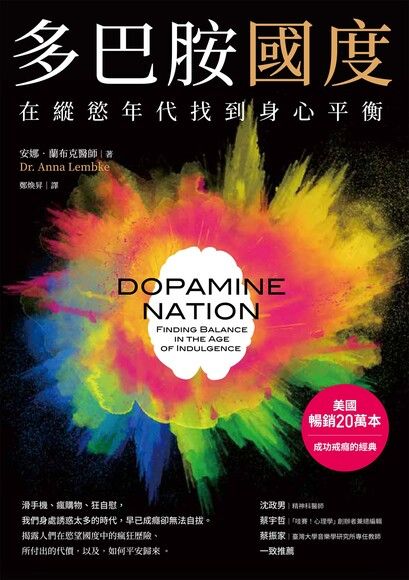 多巴胺國度
在縱慾年代找到身心平衡
安娜．蘭布克醫師｜著
Dr. Anna Lembke
鄭煥昇｜譯
DOPAMINE
NATION
FINDING BALANCE
IN THE AGE
OF INDULGENCE
美國
暢銷20萬本
成功戒癮的經典
滑手機、瘋購物、狂自慰，
我們身處誘惑太多的時代，早已成癮卻無法自拔。
揭露人們在慾望國度中的瘋狂歷險、
所付出的代價，以及，如何平安歸來。
沈政男｜精神科醫師
蔡宇哲｜「哇賽！心理學」創辦者兼總編輯
蔡振家｜臺灣大學音樂學研究所專任教師
一致推薦